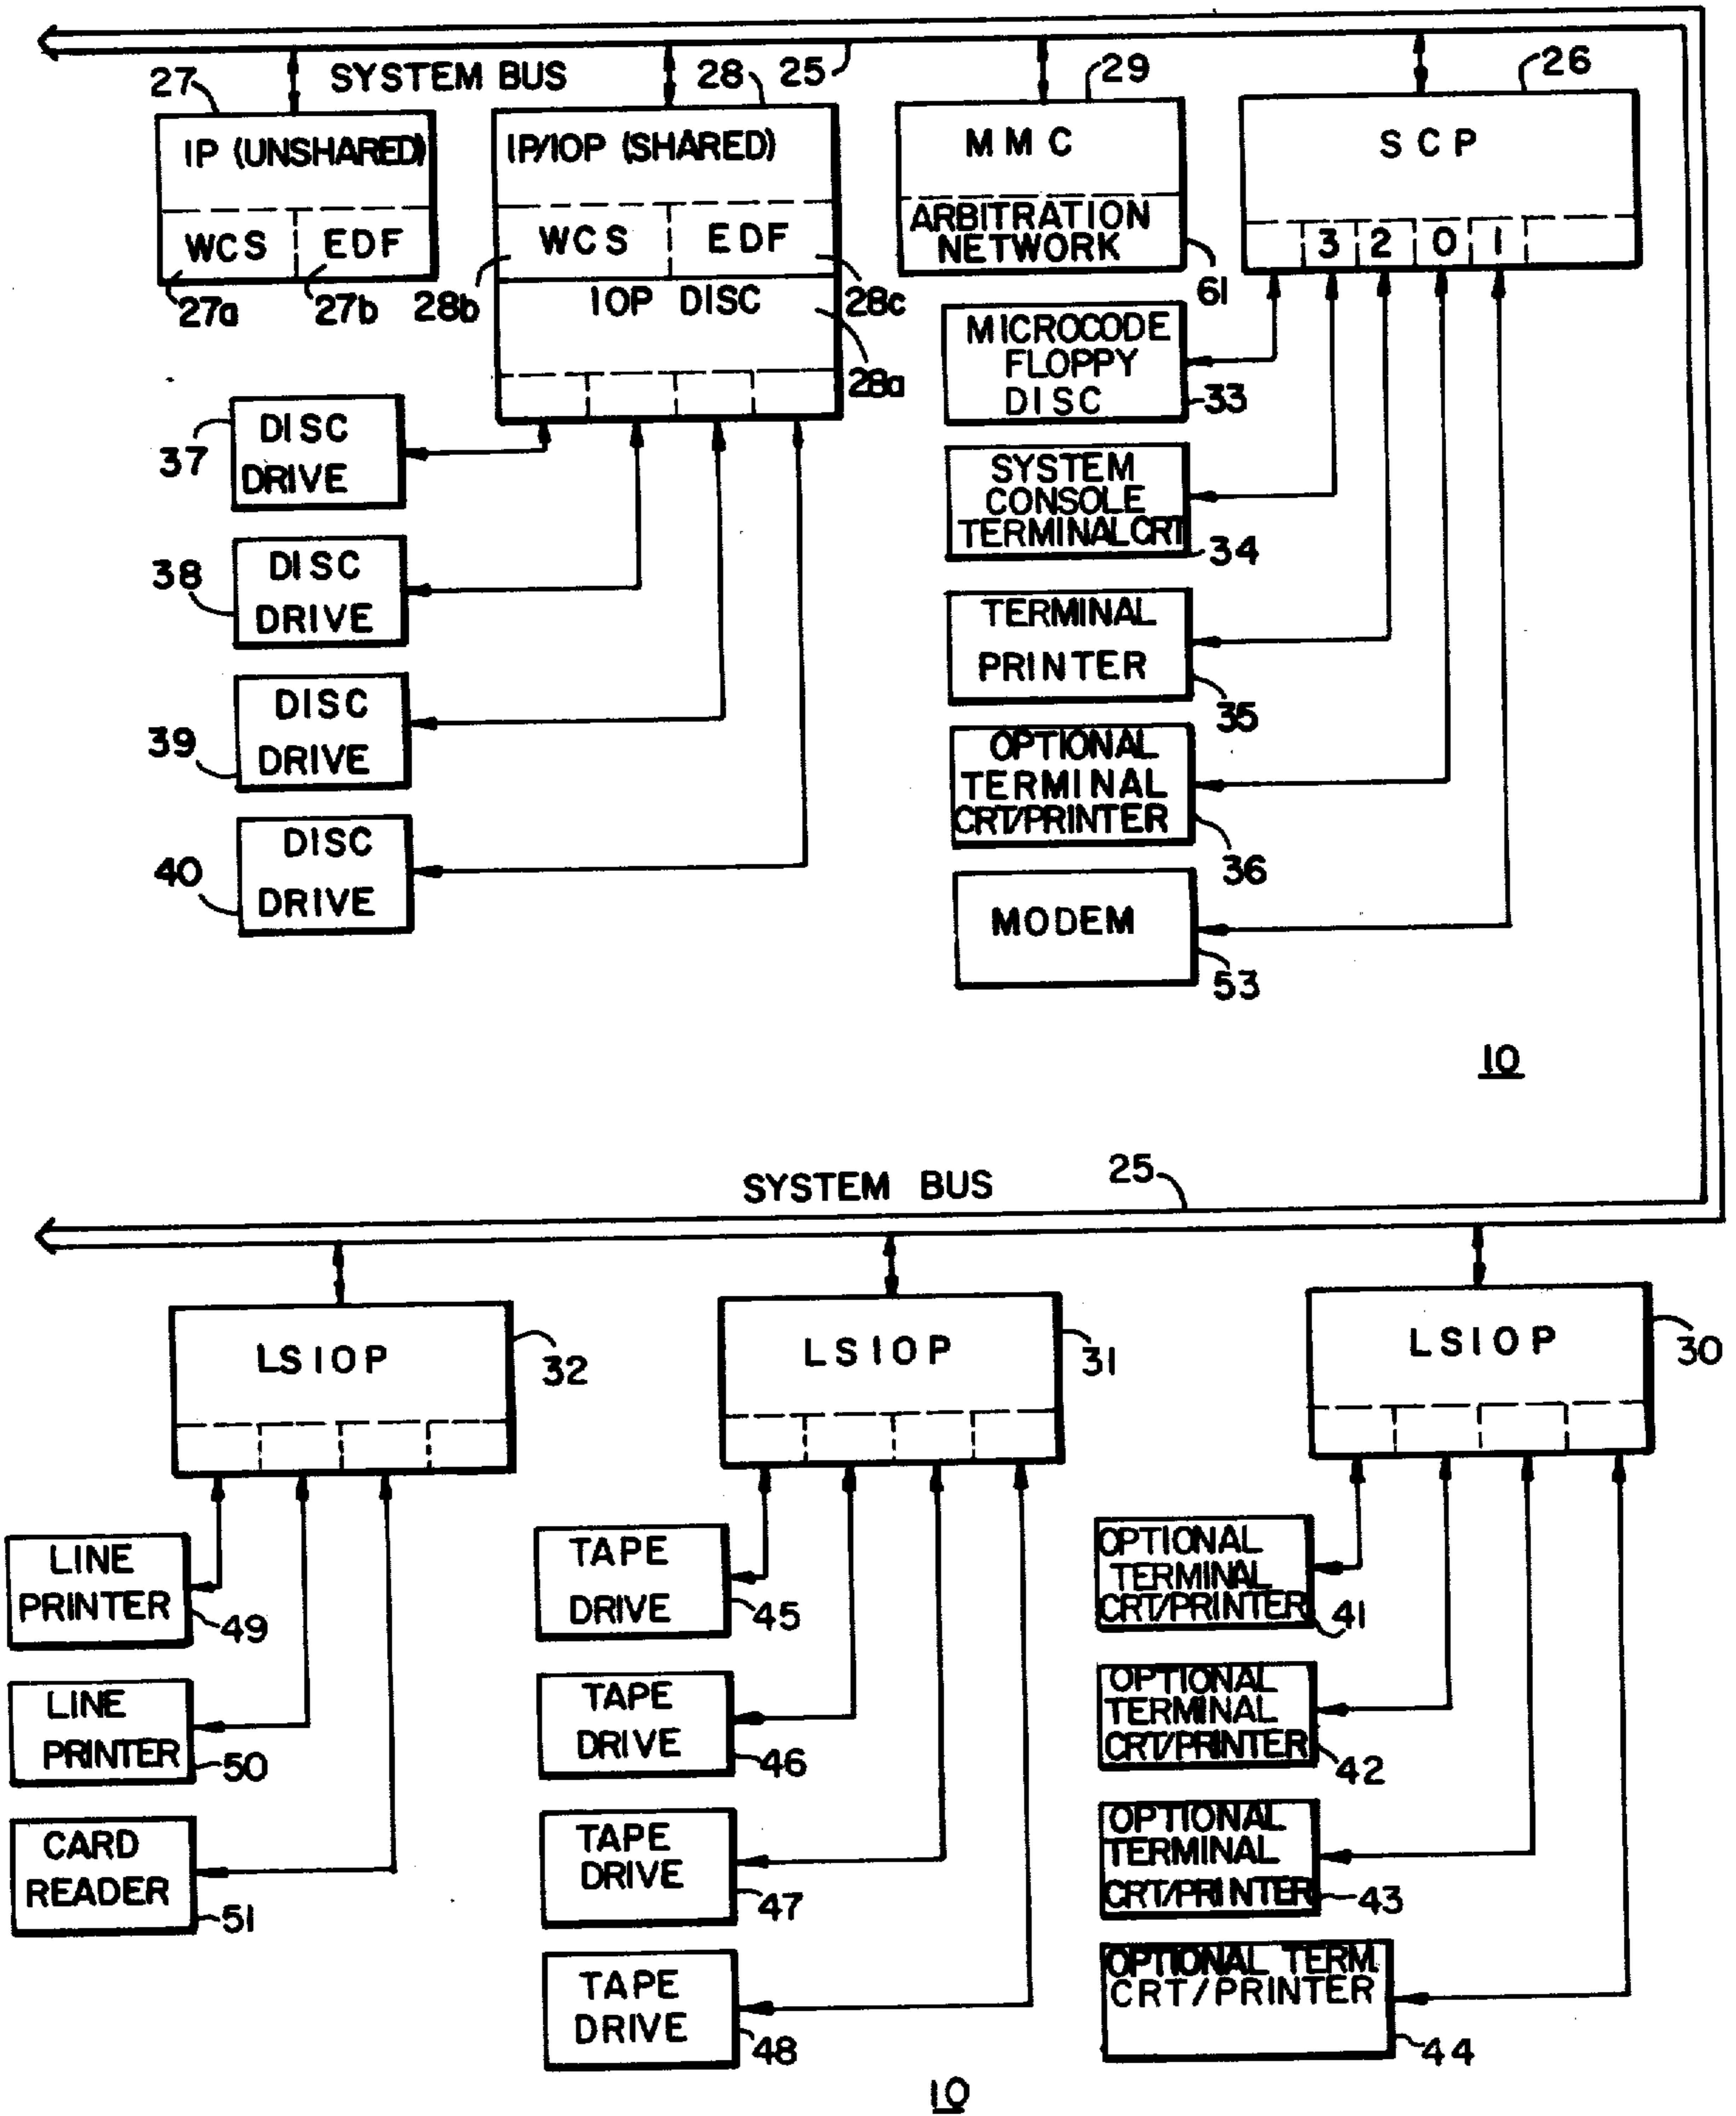 27
SYSTEM BUS
28
25
29
26
IP (UNSHARED)
WCS
EDF
27a
27b
IP/IOP (SHARED)
WCS
EDF
28b
28c
IOP DISC
28a
MMC
ARBITRATION
NETWORK
61
SCP
3 2 0 1
MICROCODE
FLOPPY
DISC
33
SYSTEM
CONSOLE
TERMINAL CRT
34
TERMINAL
PRINTER
35
OPTIONAL
TERMINAL
CRT/PRINTER
36
MODEM
53
DISC
DRIVE
37
DISC
DRIVE
38
DISC
DRIVE
39
DISC
DRIVE
40
10
SYSTEM BUS
25
LSIOP
32
LSIOP
31
LSIOP
30
LINE
PRINTER
49
LINE
PRINTER
50
CARD
READER
51
TAPE
DRIVE
45
TAPE
DRIVE
46
TAPE
DRIVE
47
TAPE
DRIVE
48
OPTIONAL
TERMINAL
CRT/PRINTER
41
OPTIONAL
TERMINAL
CRT/PRINTER
42
OPTIONAL
TERMINAL
CRT/PRINTER
43
OPTIONAL TERM.
CRT/PRINTER
44
10